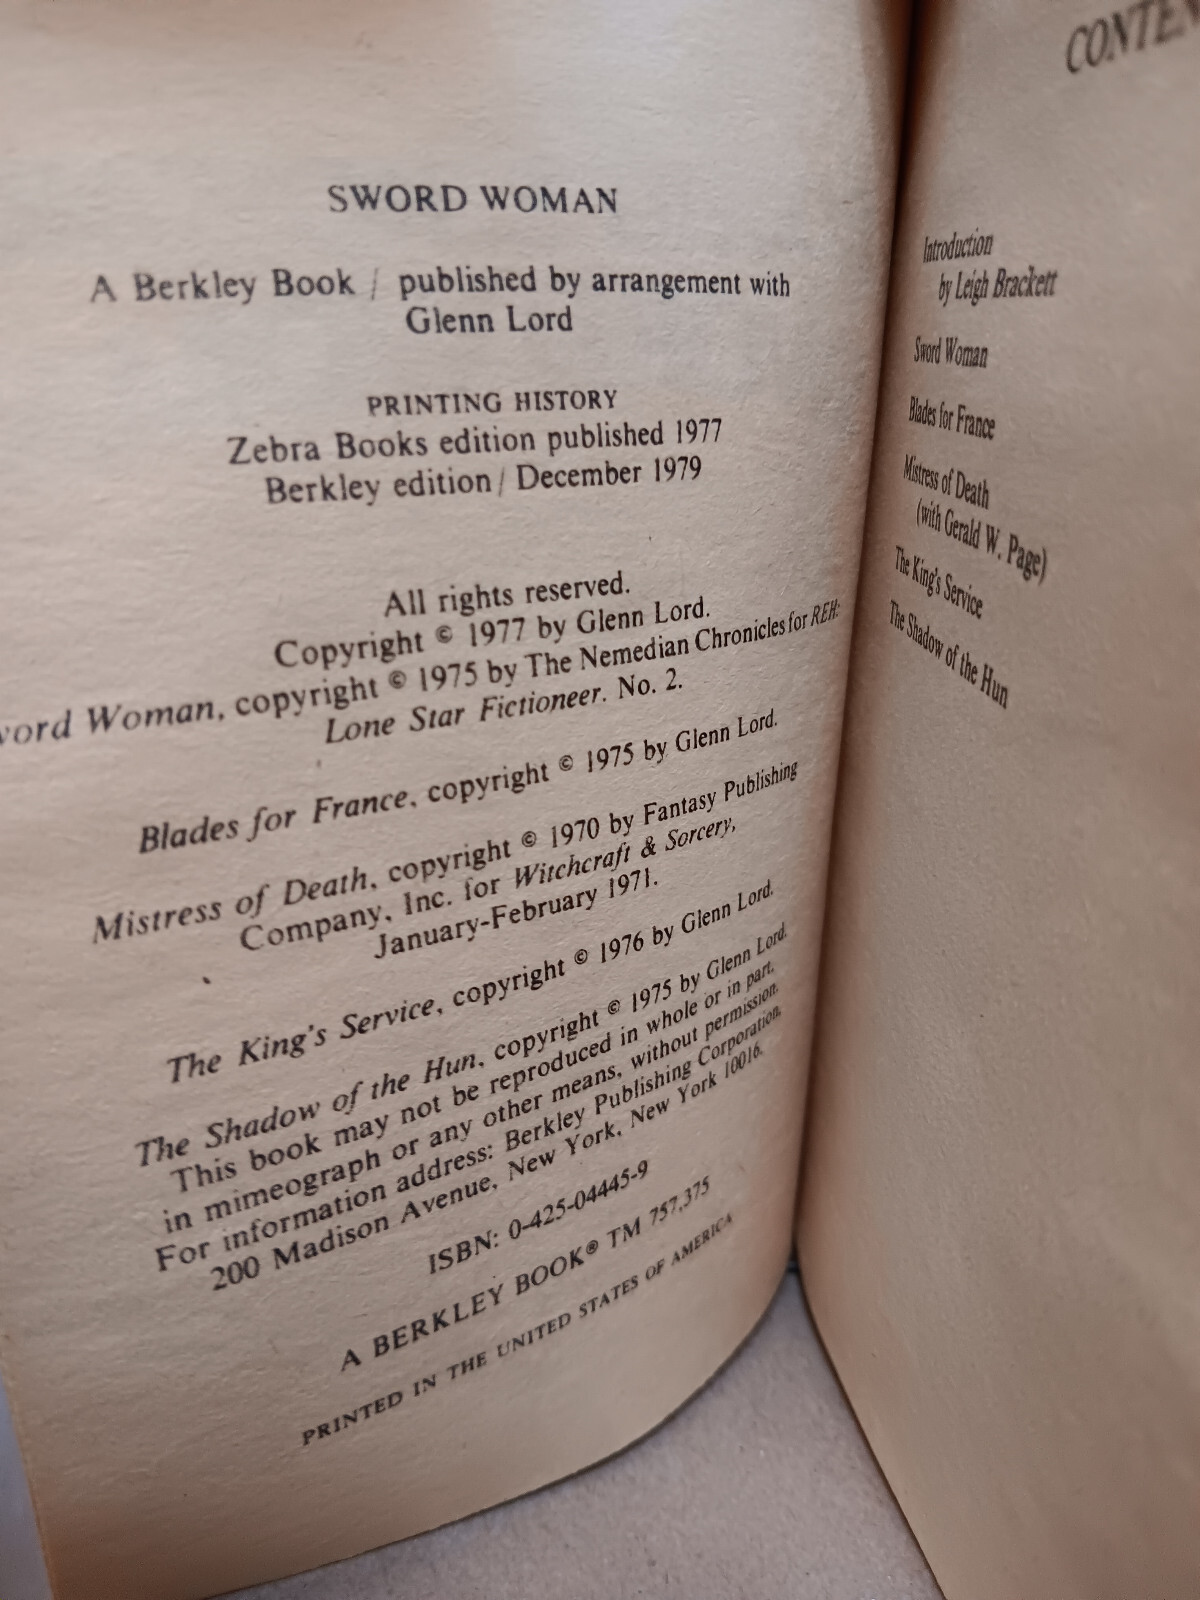 SWORD WOMAN
A Berkley Book / published by arrangement with
Glenn Lord
PRINTING HISTORY
Zebra Books edition published 1977
Berkley edition / December 1979
All rights reserved.
Copyright © 1977 by Glenn Lord.
word Woman, copyright © 1975 by The Nemedian Chronicles for REH:
Lone Star Fictioneer. No. 2.
Blades for France, copyright © 1975 by Glenn Lord.
Mistress of Death, copyright © 1970 by Fantasy Publishing
Company, Inc. for Witchcraft & Sorcery,
January-February 1971.
The King's Service, copyright © 1976 by Glenn Lord.
The Shadow of the Hun, copyright © 1975 by Glenn Lord.
This book may not be reproduced in whole or in part,
in mimeograph or any other means, without permission.
For information address: Berkley Publishing Corporation,
200 Madison Avenue, New York, New York 10016.
ISBN: 0-425-04445-9
A BERKLEY BOOK® TM 757,375
PRINTED IN THE UNITED STATES OF AMERICA
CONTEN
Introduction
by Leigh Brackett
Sword Woman
Blades for France
Mistress of Death
(with Gerald W. Page)
The King's Service
The Shadow of the Hun